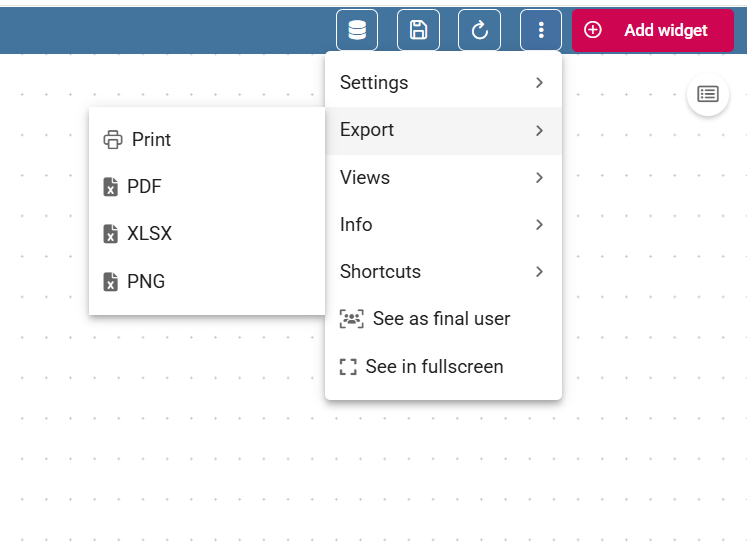 Add widget
Settings
Export
Views
Info
Shortcuts
See as final user
See in fullscreen
Print
PDF
XLSX
PNG